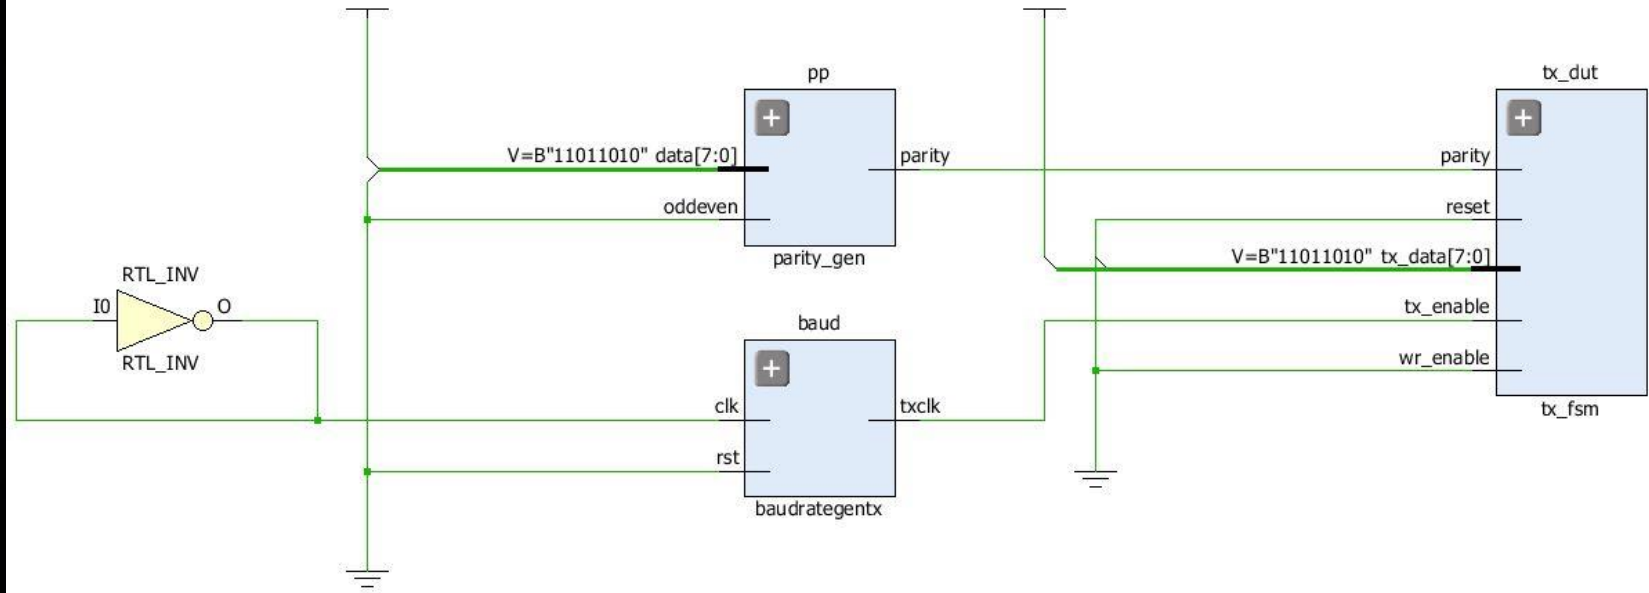 pp
tx_dut
V=B"11011010" data[7:0]
parity
parity
oddeven
reset
parity_gen
V=B"11011010" tx_data[7:0]
RTL_INV
I0
O
tx_enable
baud
RTL_INV
wr_enable
clk
txclk
tx_fsm
rst
baudrategentx